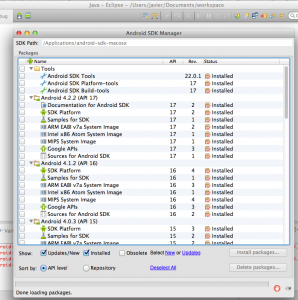 Java - Eclipse - /Users/javier/Documents/workspace
Android SDK Manager
SDK Path: /Applications/android-sdk-macosx
Packages
Name API Rev. Status
Tools
Android SDK Tools 22.0.1 Installed
Android SDK Platform-tools 17 Installed
Android SDK Build-tools 17 Installed
Android 4.2.2 (API 17)
Documentation for Android SDK 17 2 Installed
SDK Platform 17 2 Installed
Samples for SDK 17 1 Installed
ARM EABI v7a System Image 17 2 Installed
Intel x86 Atom System Image 17 1 Installed
MIPS System Image 17 1 Installed
Google APIs 17 3 Installed
Sources for Android SDK 17 1 Installed
Android 4.1.2 (API 16)
SDK Platform 16 4 Installed
Samples for SDK 16 1 Installed
ARM EABI v7a System Image 16 3 Installed
Intel x86 Atom System Image 16 1 Installed
MIPS System Image 16 4 Installed
Google APIs 16 3 Installed
Sources for Android SDK 16 2 Installed
Android 4.0.3 (API 15)
SDK Platform 15 3 Installed
Samples for SDK 15 2 Installed
Show: Updates/New Installed Obsolete Select New or Updates Install packages...
Sort by: API level Repository Deselect All Delete packages...
Done loading packages.